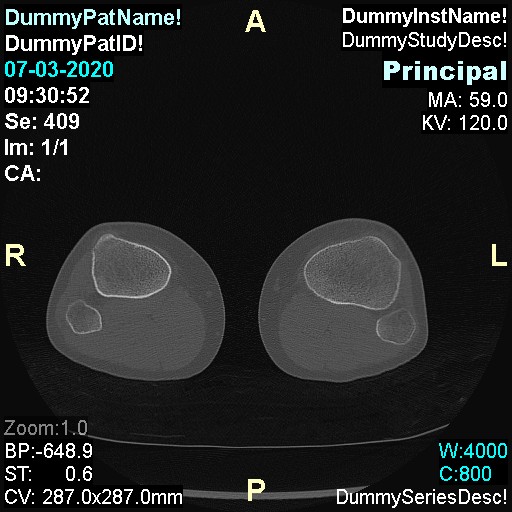 DummyPatName!
DummyPatID!
07-03-2020
09:30:52
Se: 409
Im: 1/1
CA:
A
DummyInstName!
DummyStudyDesc!
Principal
MA: 59.0
KV: 120.0
R
L
Zoom:1.0
BP:-648.9
ST: 0.6
CV: 287.0x287.0mm
P
W:4000
C:800
DummySeriesDesc!